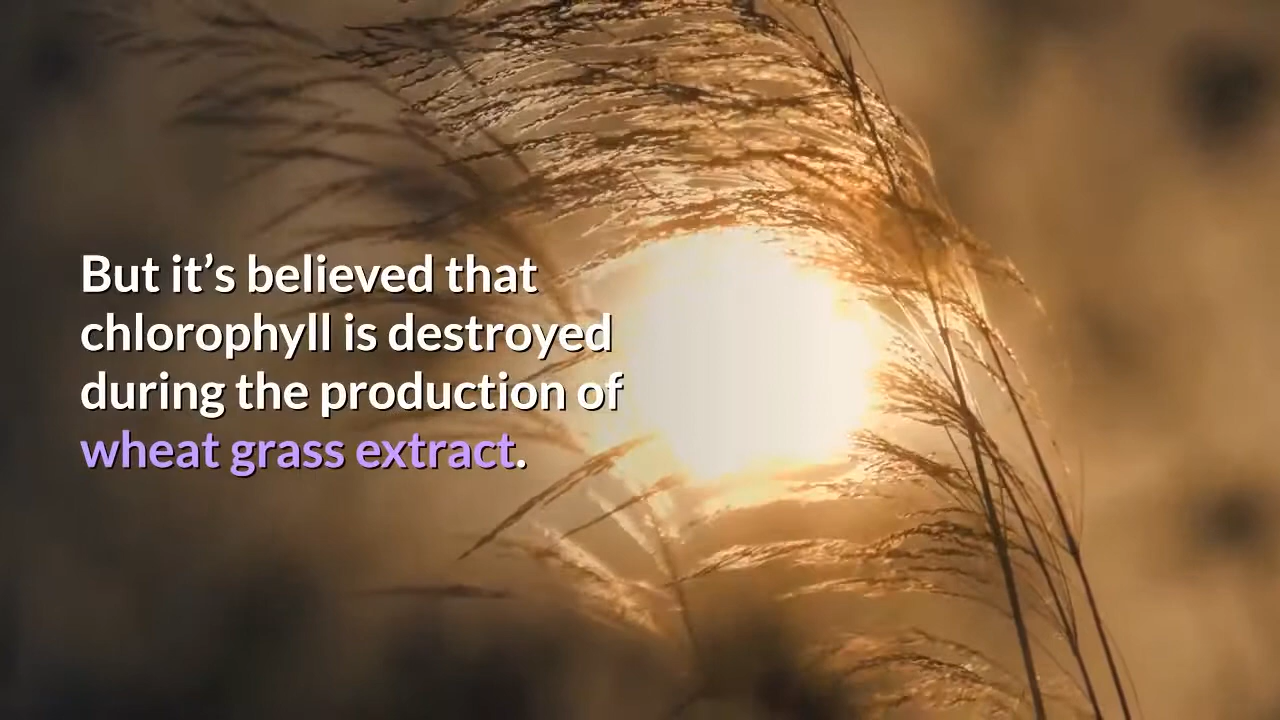 But it’s believed that
chlorophyll is destroyed
during the production of
wheat grass extract.